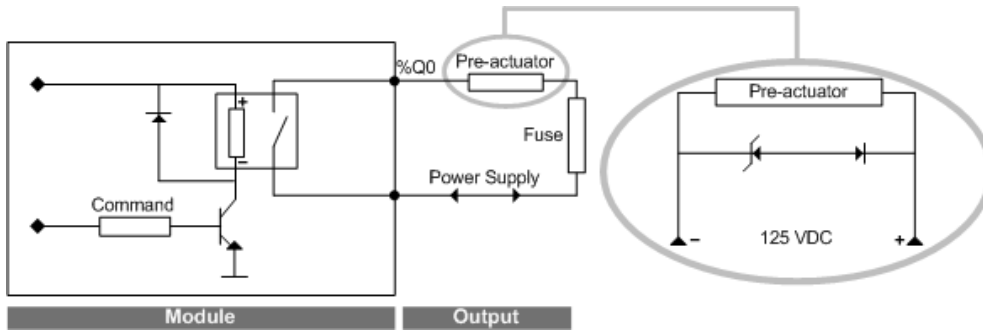 %Q0
Pre-actuator
Fuse
Power Supply
+
−
Command
Pre-actuator
− 125 VDC +
Module
Output